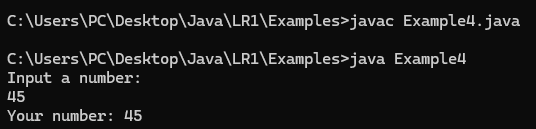 C:\Users\PC\Desktop\Java\LR1\Examples>javac Example4.java
C:\Users\PC\Desktop\Java\LR1\Examples>java Example4
Input a number:
45
Your number: 45